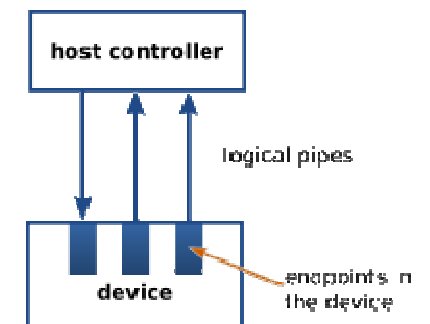 host controller
logical pipes
endpoints in
the device
device